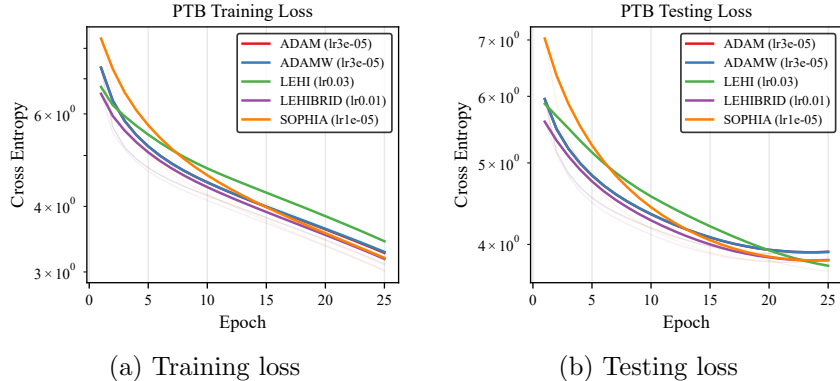 PTB Training Loss
Cross Entropy
6 × 10⁰
4 × 10⁰
3 × 10⁰
ADAM (lr3e-05)
ADAMW (lr3e-05)
LEHI (lr0.03)
LEHIBRID (lr0.01)
SOPHIA (lr1e-05)
0 5 10 15 20 25
Epoch
(a) Training loss
PTB Testing Loss
Cross Entropy
7 × 10⁰
6 × 10⁰
5 × 10⁰
4 × 10⁰
ADAM (lr3e-05)
ADAMW (lr3e-05)
LEHI (lr0.03)
LEHIBRID (lr0.01)
SOPHIA (lr1e-05)
0 5 10 15 20 25
Epoch
(b) Testing loss